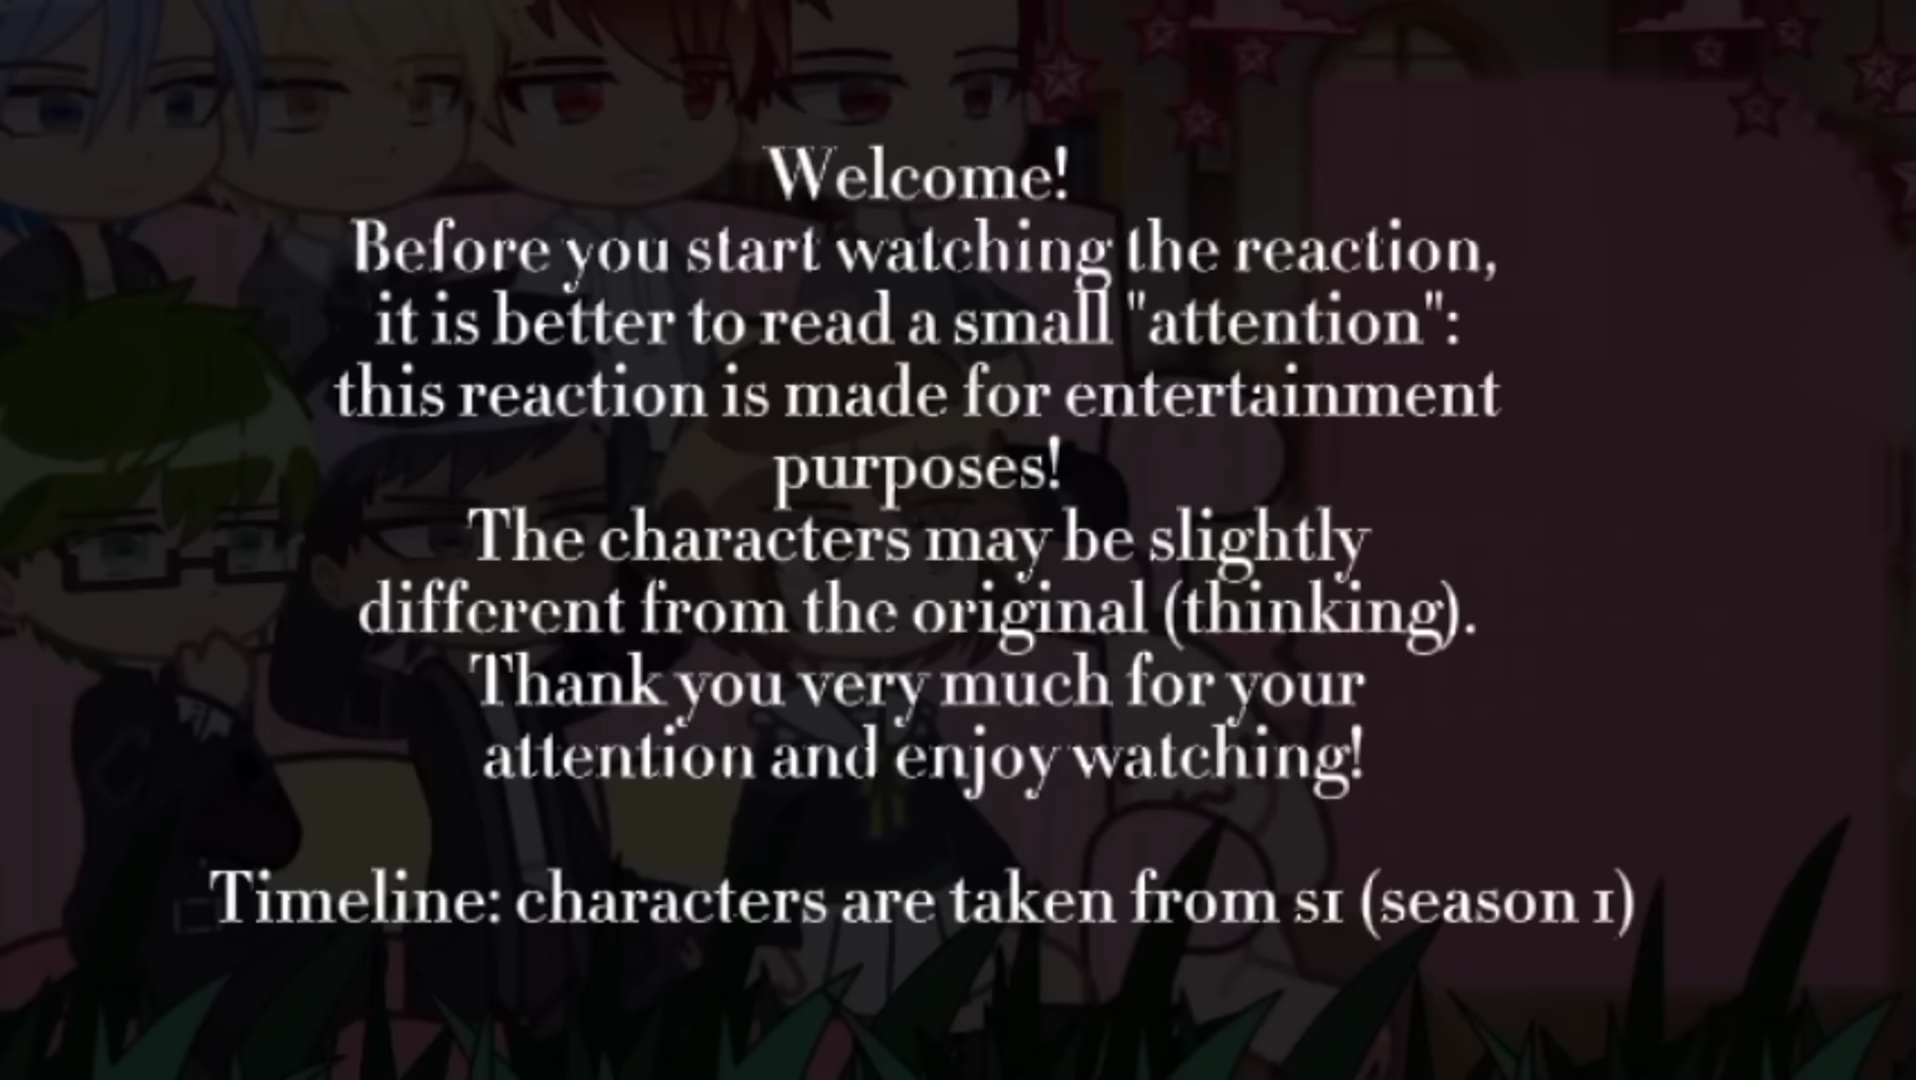 Welcome!
Before you start watching the reaction,
it is better to read a small "attention":
this reaction is made for entertainment
purposes!
The characters may be slightly
different from the original (thinking).
Thank you very much for your
attention and enjoy watching!
Timeline: characters are taken from s1 (season 1)